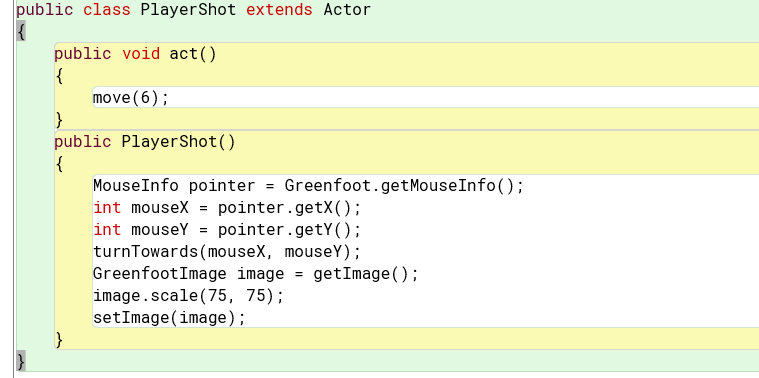 public class PlayerShot extends Actor
{
    public void act()
    {
        move(6);
    }
    public PlayerShot()
    {
        MouseInfo pointer = Greenfoot.getMouseInfo();
        int mouseX = pointer.getX();
        int mouseY = pointer.getY();
        turnTowards(mouseX, mouseY);
        GreenfootImage image = getImage();
        image.scale(75, 75);
        setImage(image);
    }
}